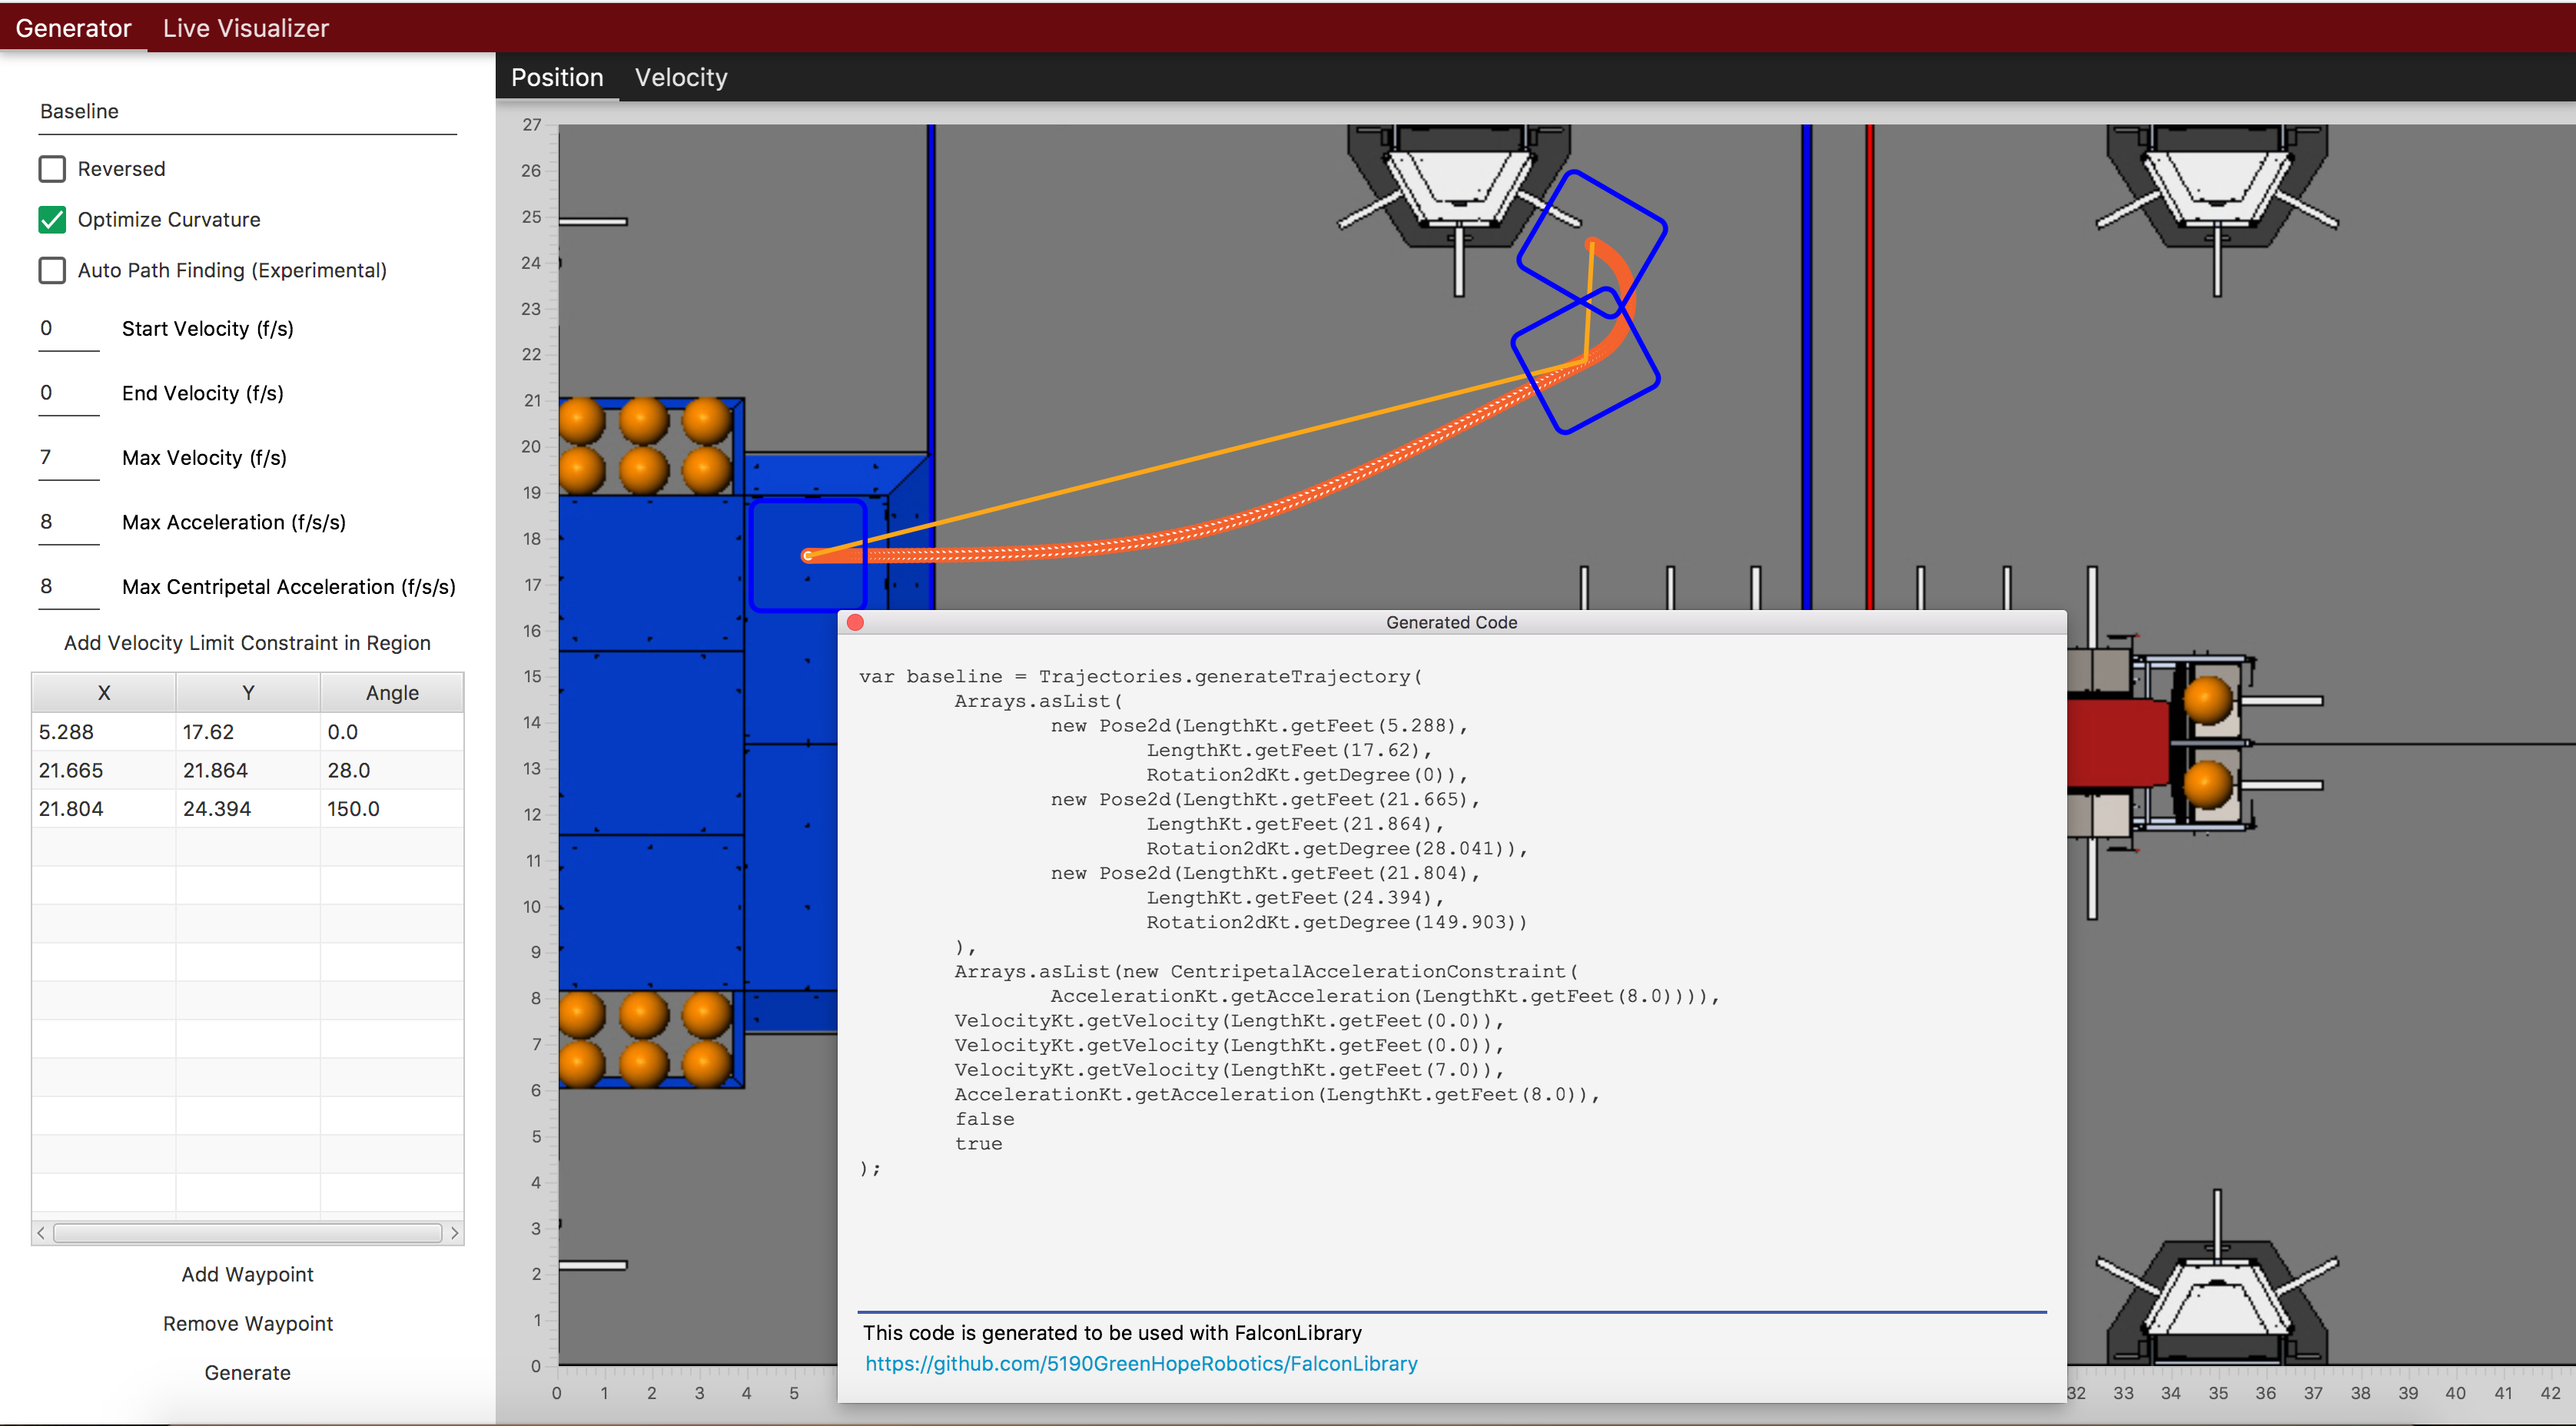 Generator Live Visualizer
Position Velocity
Baseline
Reversed
Optimize Curvature
Auto Path Finding (Experimental)
0 Start Velocity (f/s)
0 End Velocity (f/s)
7 Max Velocity (f/s)
8 Max Acceleration (f/s/s)
8 Max Centripetal Acceleration (f/s/s)
Add Velocity Limit Constraint in Region
X Y Angle
5.288 17.62 0.0
21.665 21.864 28.0
21.804 24.394 150.0
Add Waypoint
Remove Waypoint
Generate
27
26
25
24
23
22
21
20
19
18
17
16
15
14
13
12
11
10
9
8
7
6
5
4
3
2
1
0
0 1 2 3 4 5 32 33 34 35 36 37 38 39 40 41 42
Generated Code
var baseline = Trajectories.generateTrajectory(
Arrays.asList(
new Pose2d(LengthKt.getFeet(5.288),
LengthKt.getFeet(17.62),
Rotation2dKt.getDegree(0)),
new Pose2d(LengthKt.getFeet(21.665),
LengthKt.getFeet(21.864),
Rotation2dKt.getDegree(28.041)),
new Pose2d(LengthKt.getFeet(21.804),
LengthKt.getFeet(24.394),
Rotation2dKt.getDegree(149.903))
),
Arrays.asList(new CentripetalAccelerationConstraint(
AccelerationKt.getAcceleration(LengthKt.getFeet(8.0)))),
VelocityKt.getVelocity(LengthKt.getFeet(0.0)),
VelocityKt.getVelocity(LengthKt.getFeet(0.0)),
VelocityKt.getVelocity(LengthKt.getFeet(7.0)),
AccelerationKt.getAcceleration(LengthKt.getFeet(8.0)),
false
true
);
This code is generated to be used with FalconLibrary
https://github.com/5190GreenHopeRobotics/FalconLibrary